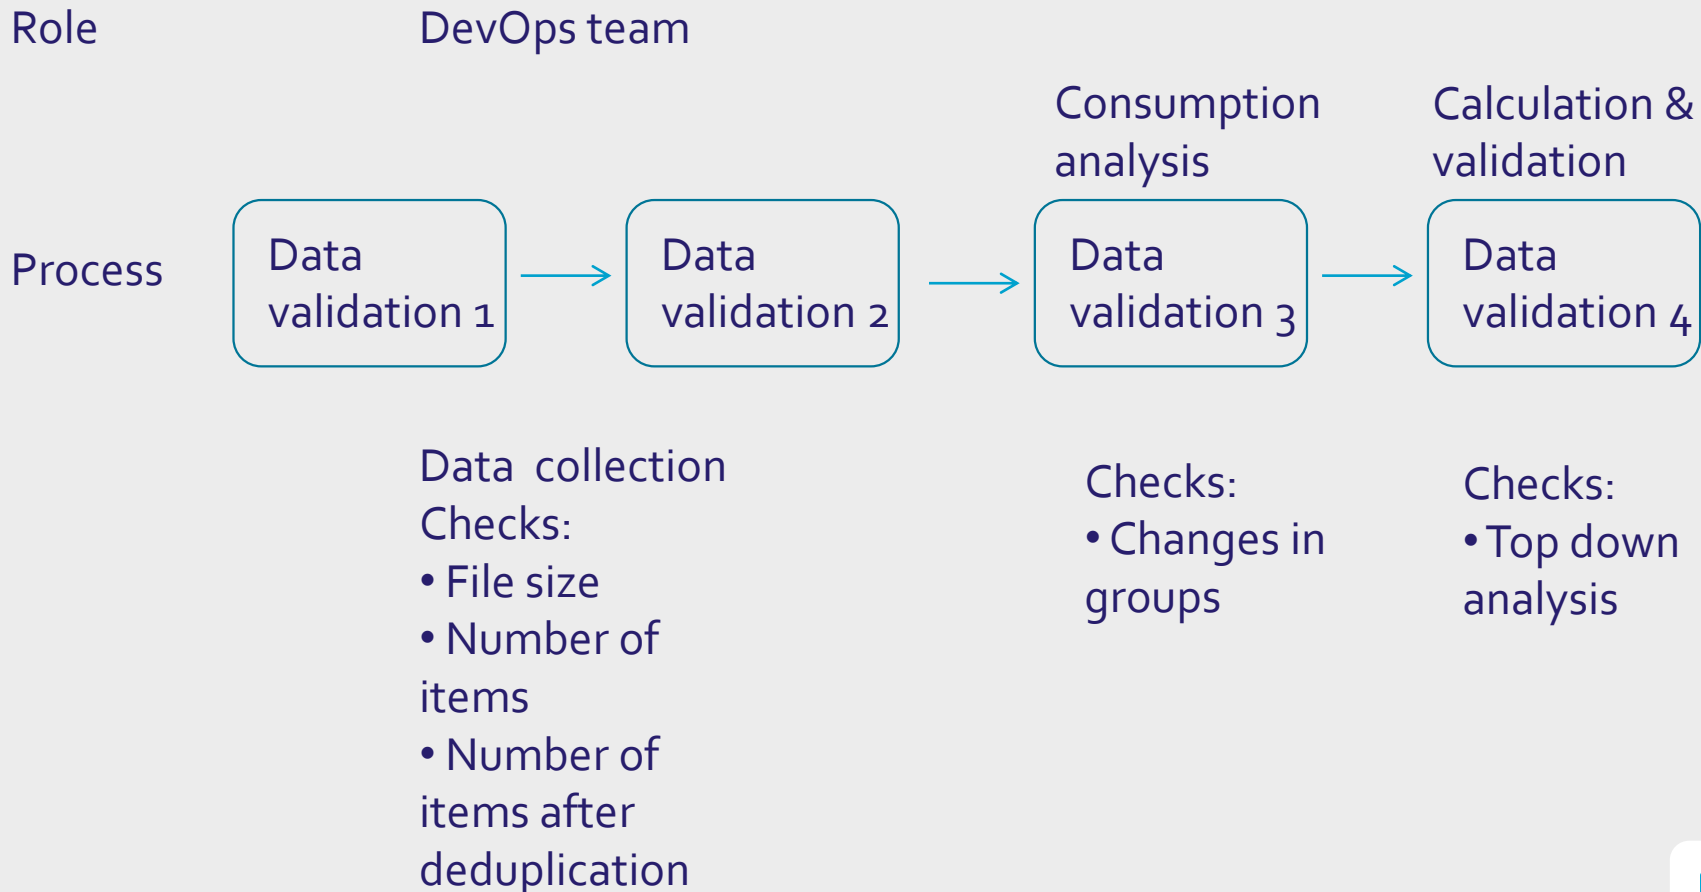 Role
DevOps team
Consumption
analysis
Calculation &
validation
Process
Data
validation 1
Data
validation 2
Data
validation 3
Data
validation 4
Data collection
Checks:
• File size
• Number of
items
• Number of
items after
deduplication
Checks:
• Changes in
groups
Checks:
• Top down
analysis